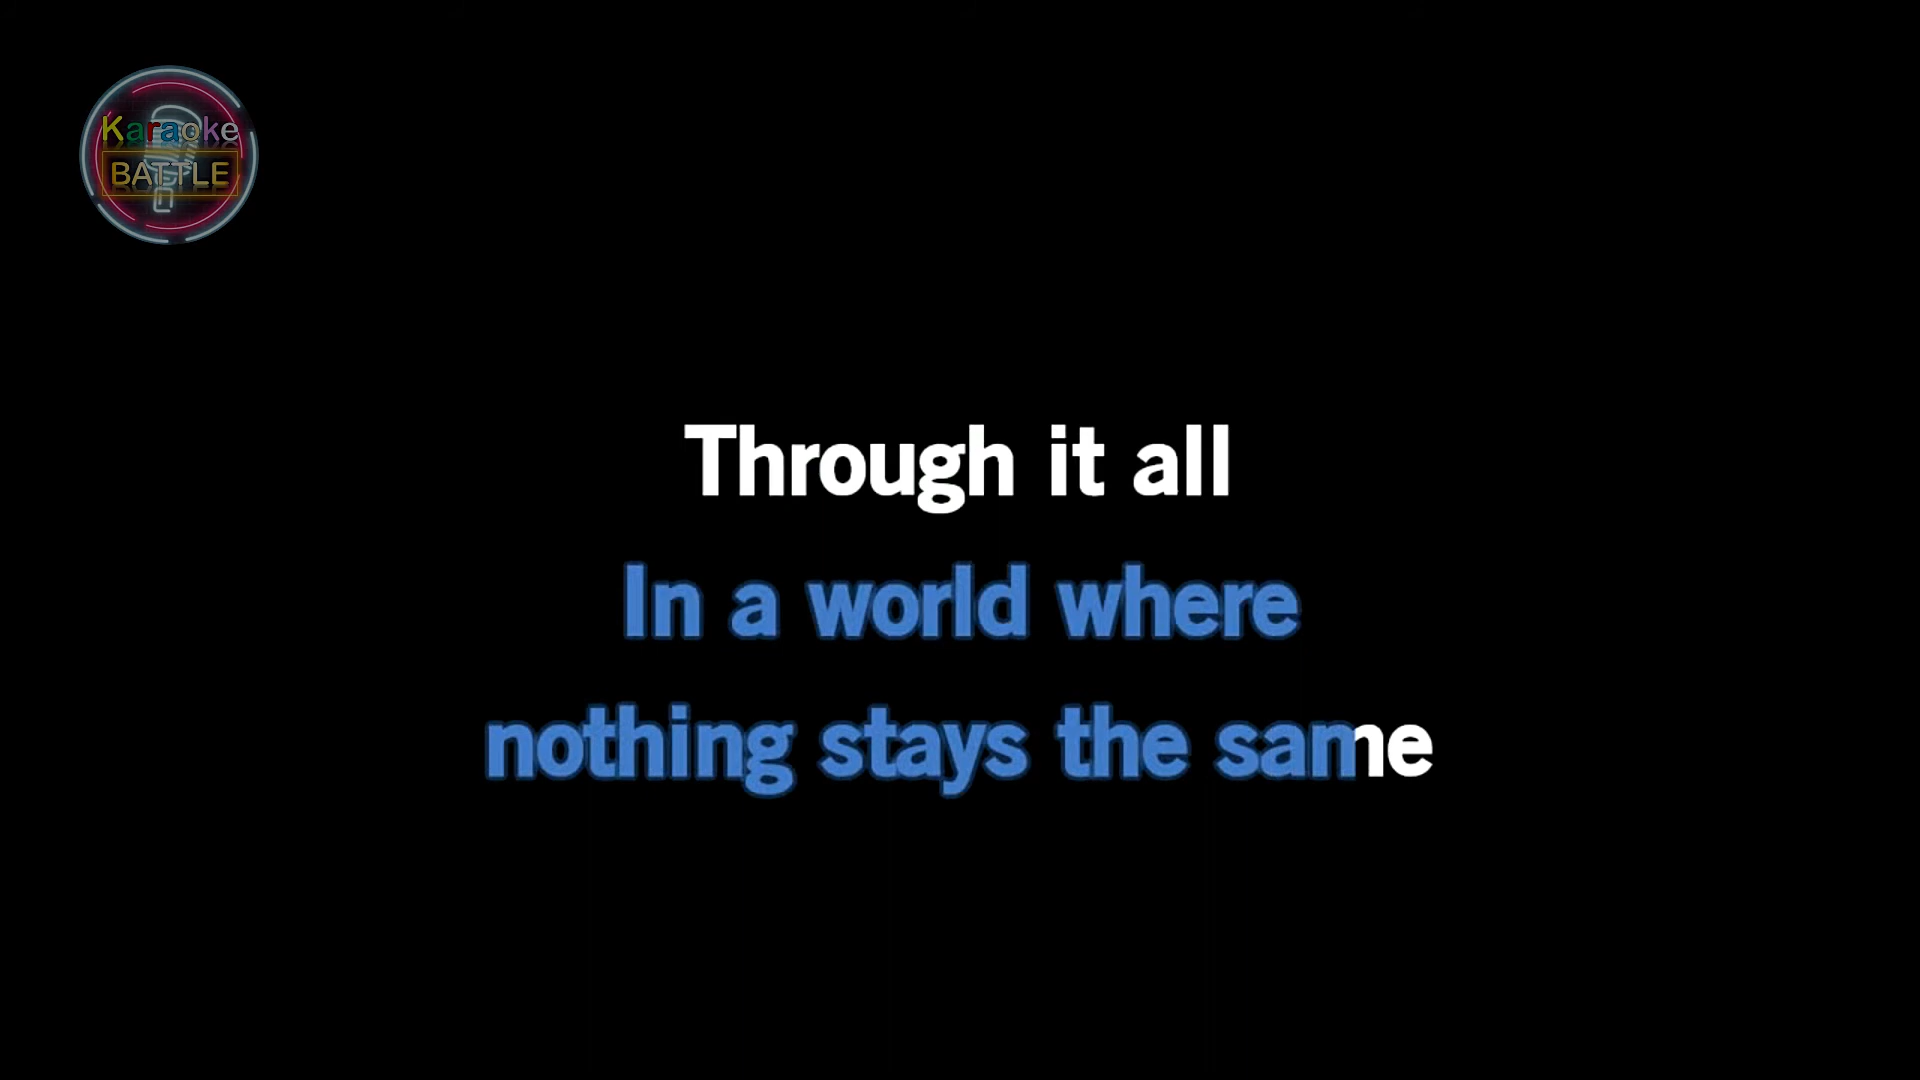 Karaoke
BATTLE
Through it all
In a world where
nothing stays the same